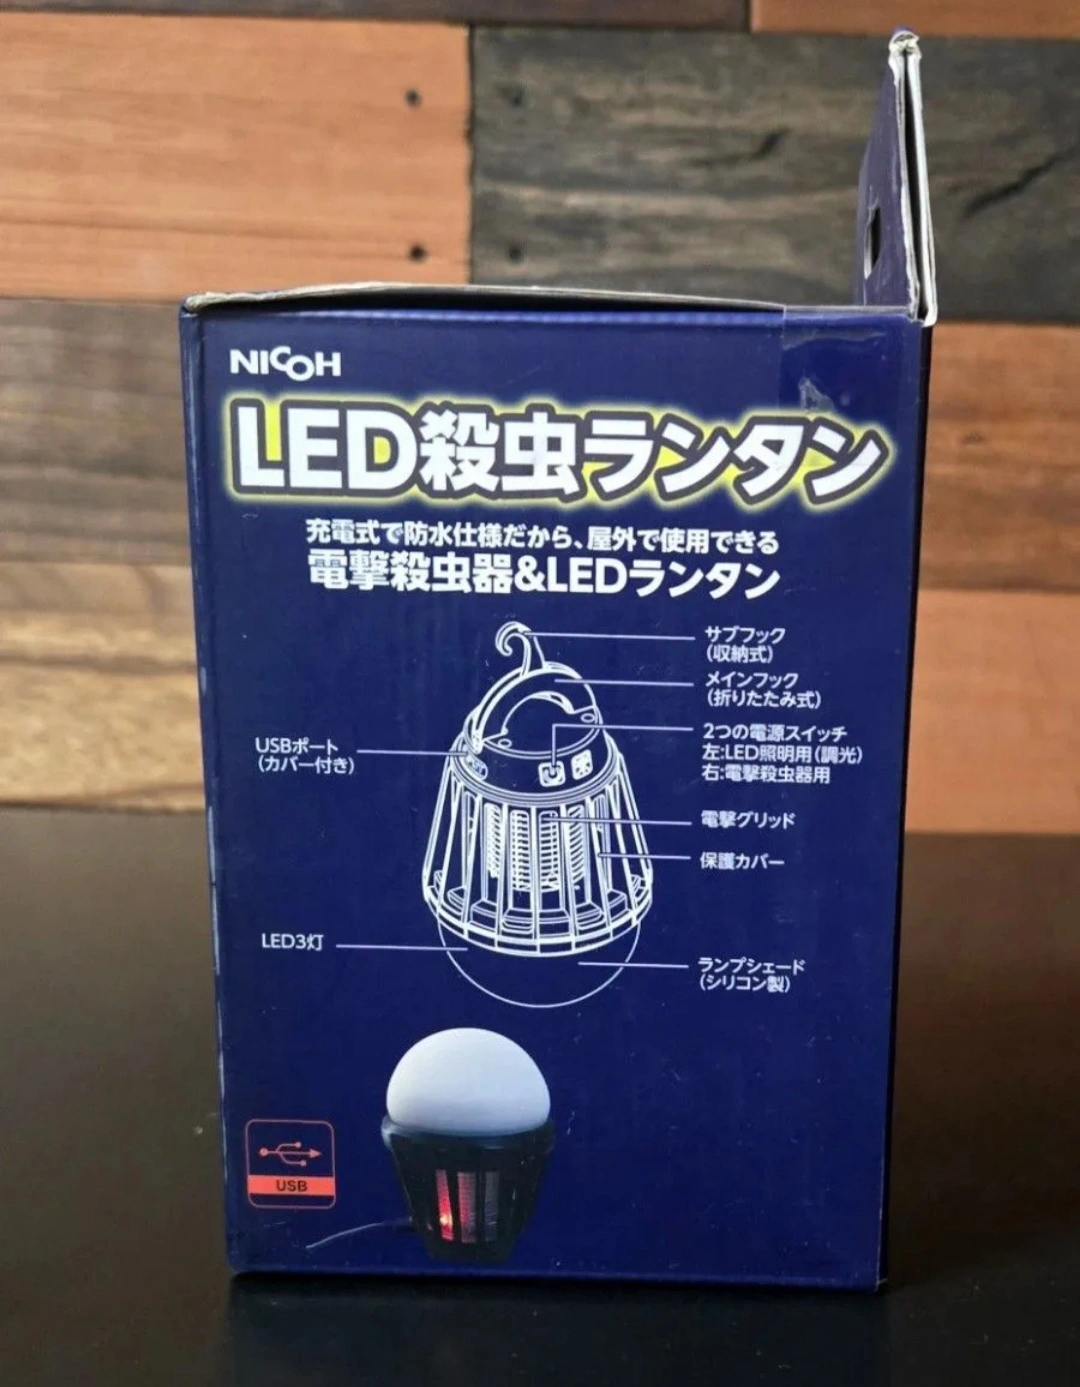 NICOH
LED殺虫ランタン
充電式で防水仕様だから、屋外で使用できる
電撃殺虫器&LEDランタン
サブフック
(収納式)
メインフック
(折りたたみ式)
2つの電源スイッチ
左:LED照明用(調光)
右:電撃殺虫器用
USBポート
(カバー付き)
電撃グリッド
保護カバー
LED3灯
ランプシェード
(シリコン製)
USB